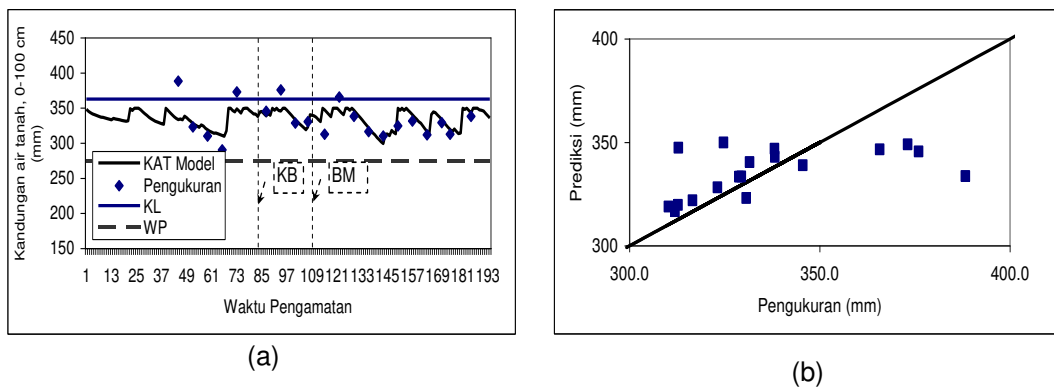 Kandungan air tanah, 0-100 cm
(mm)
450
400
350
300
250
200
150
KAT Model
Pengukuran
KL
WP
KB
BM
1 13 25 37 49 61 73 85 97 109 121 133 145 157 169 181 193
Waktu Pengamatan
(a)
Prediksi (mm)
400
350
300
300.0 350.0 400.0
Pengukuran (mm)
(b)